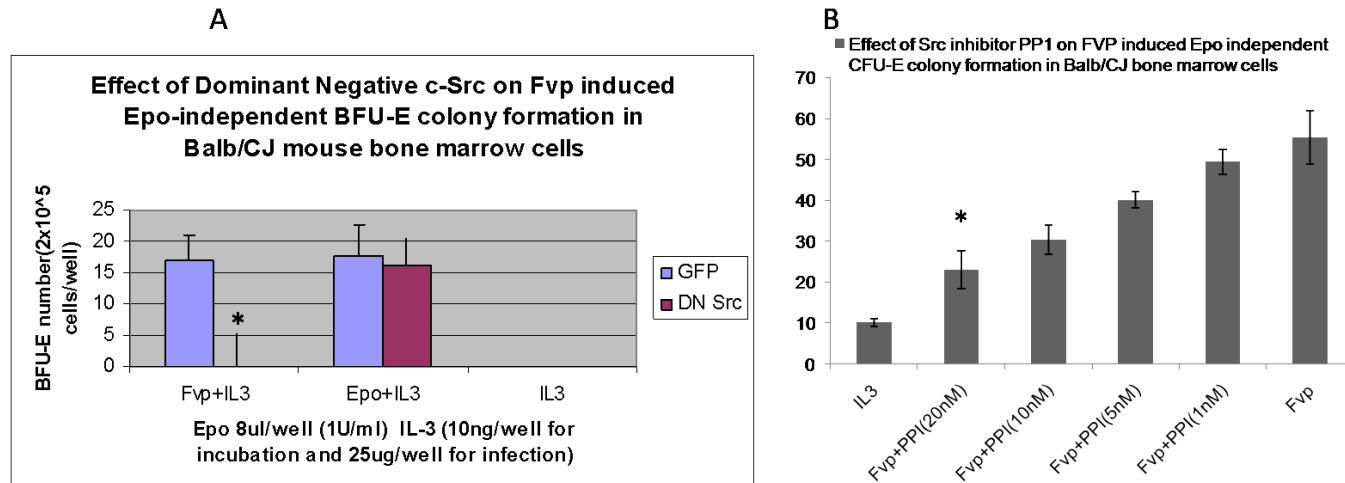 A
Effect of Dominant Negative c-Src on Fvp induced
Epo-independent BFU-E colony formation in
Balb/CJ mouse bone marrow cells
BFU-E number(2x10^5
cells/well)
25
20
15
10
5
0
*
Fvp+IL3
Epo+IL3
IL3
GFP
DN Src
Epo 8ul/well (1U/ml) IL-3 (10ng/well for
incubation and 25ug/well for infection)
B
Effect of Src inhibitor PP1 on FVP induced Epo independent
CFU-E colony formation in Balb/CJ bone marrow cells
70
60
50
40
30
20
10
0
*
IL3
Fvp+PPI(20nM)
Fvp+PPI(10nM)
Fvp+PPI(5nM)
Fvp+PPI(1nM)
Fvp